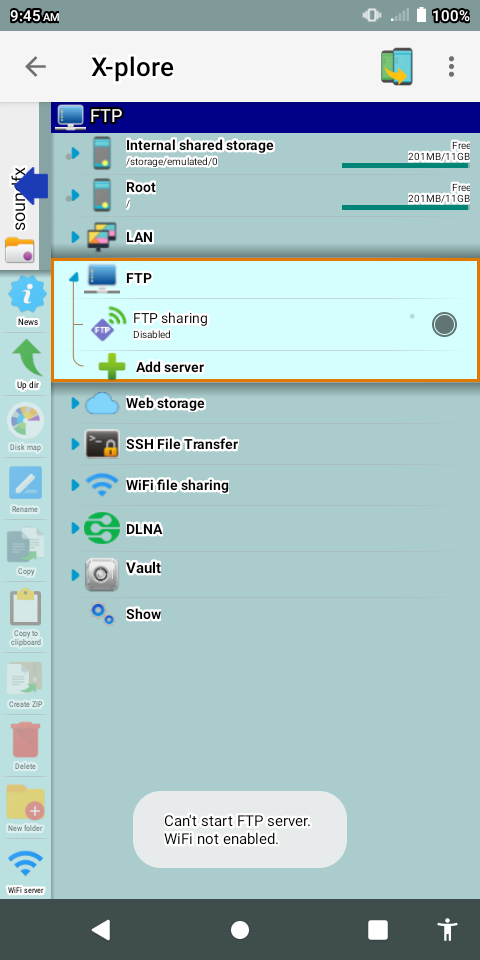 9:45 AM
100%
X-plore
soundfx
FTP
Internal shared storage
/storage/emulated/0
Free
201MB/11GB
Root
/
Free
201MB/11GB
LAN
FTP
FTP sharing
Disabled
FTP
Add server
Web storage
SSH File Transfer
WiFi file sharing
DLNA
Vault
Show
News
Up dir
Disk map
Rename
Copy
Copy to
clipboard
Create ZIP
Delete
New folder
WiFi server
Can't start FTP server.
WiFi not enabled.